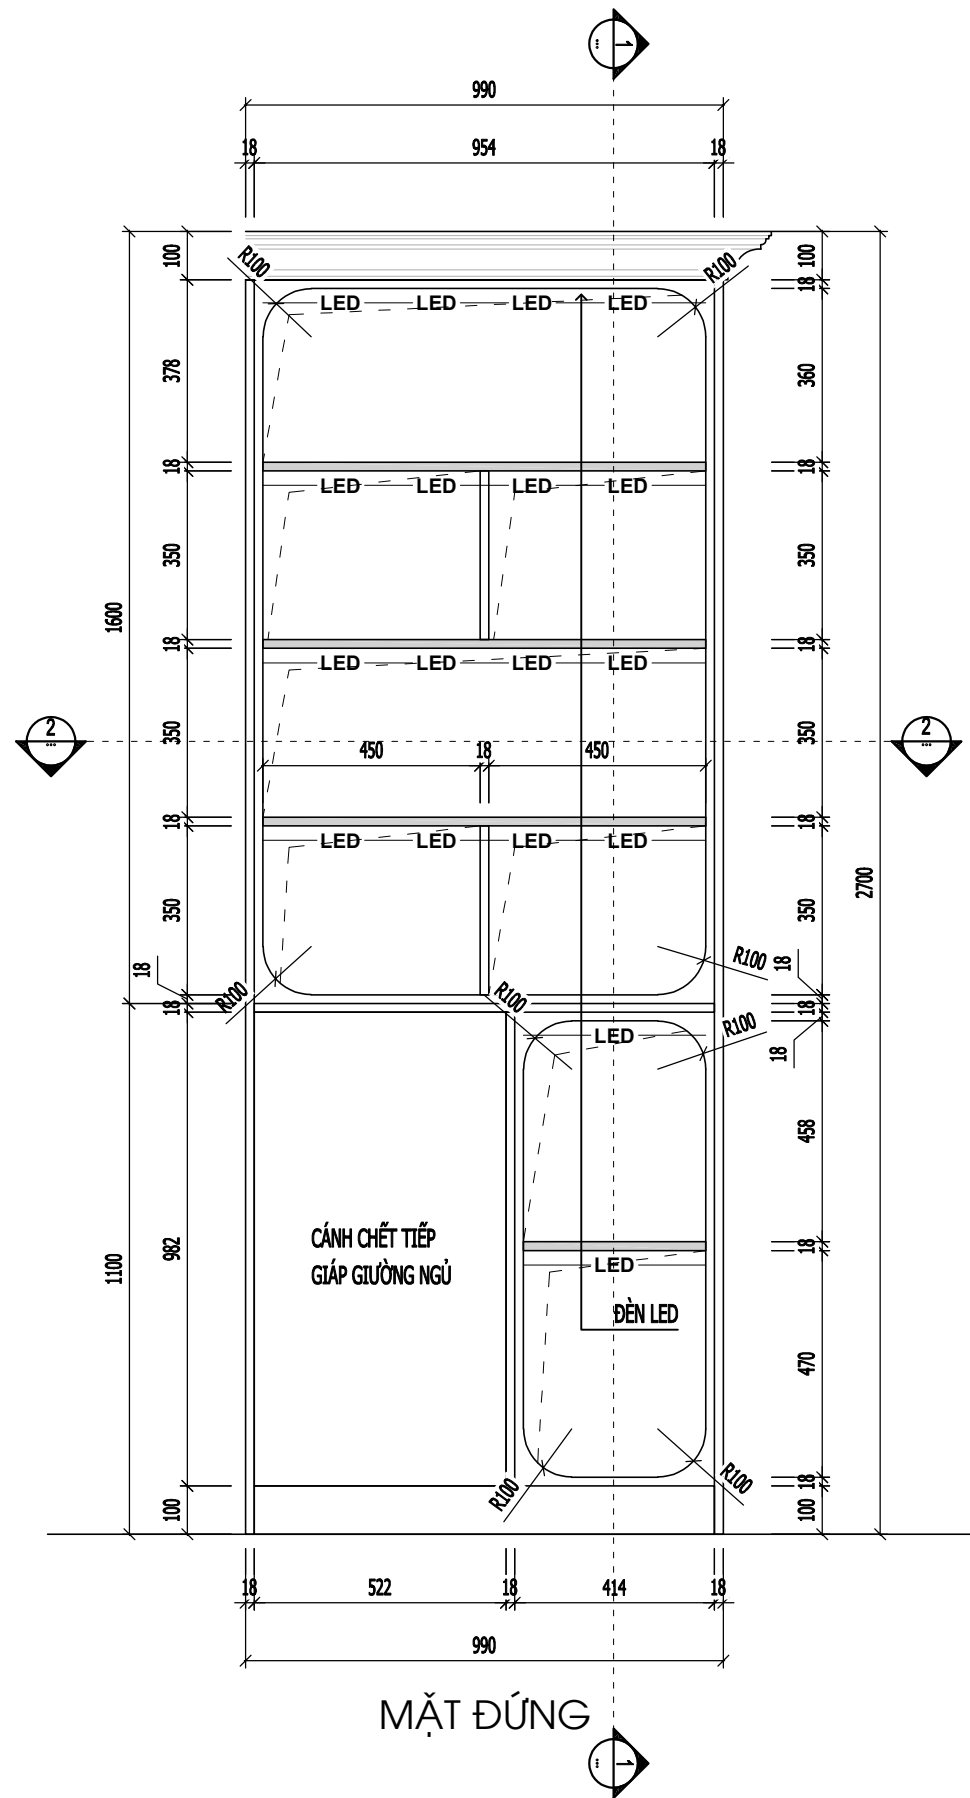 1
...
990
18
954
18
100
R100
R100
100
18
LED
LED
LED
LED
378
360
18
18
LED
LED
LED
LED
350
350
1600
18
18
LED
LED
LED
LED
2
...
350
350
2
...
450
18
450
18
18
LED
LED
LED
LED
2700
350
350
18
R100
18
R100
R100
18
18
LED
R100
18
458
CÁNH CHẾT TIẾP
GIÁP GIƯỜNG NGỦ
982
1100
18
LED
ĐÈN LED
470
R100
R100
18
100
100
18
522
18
414
18
990
MẶT ĐỨNG
1
...